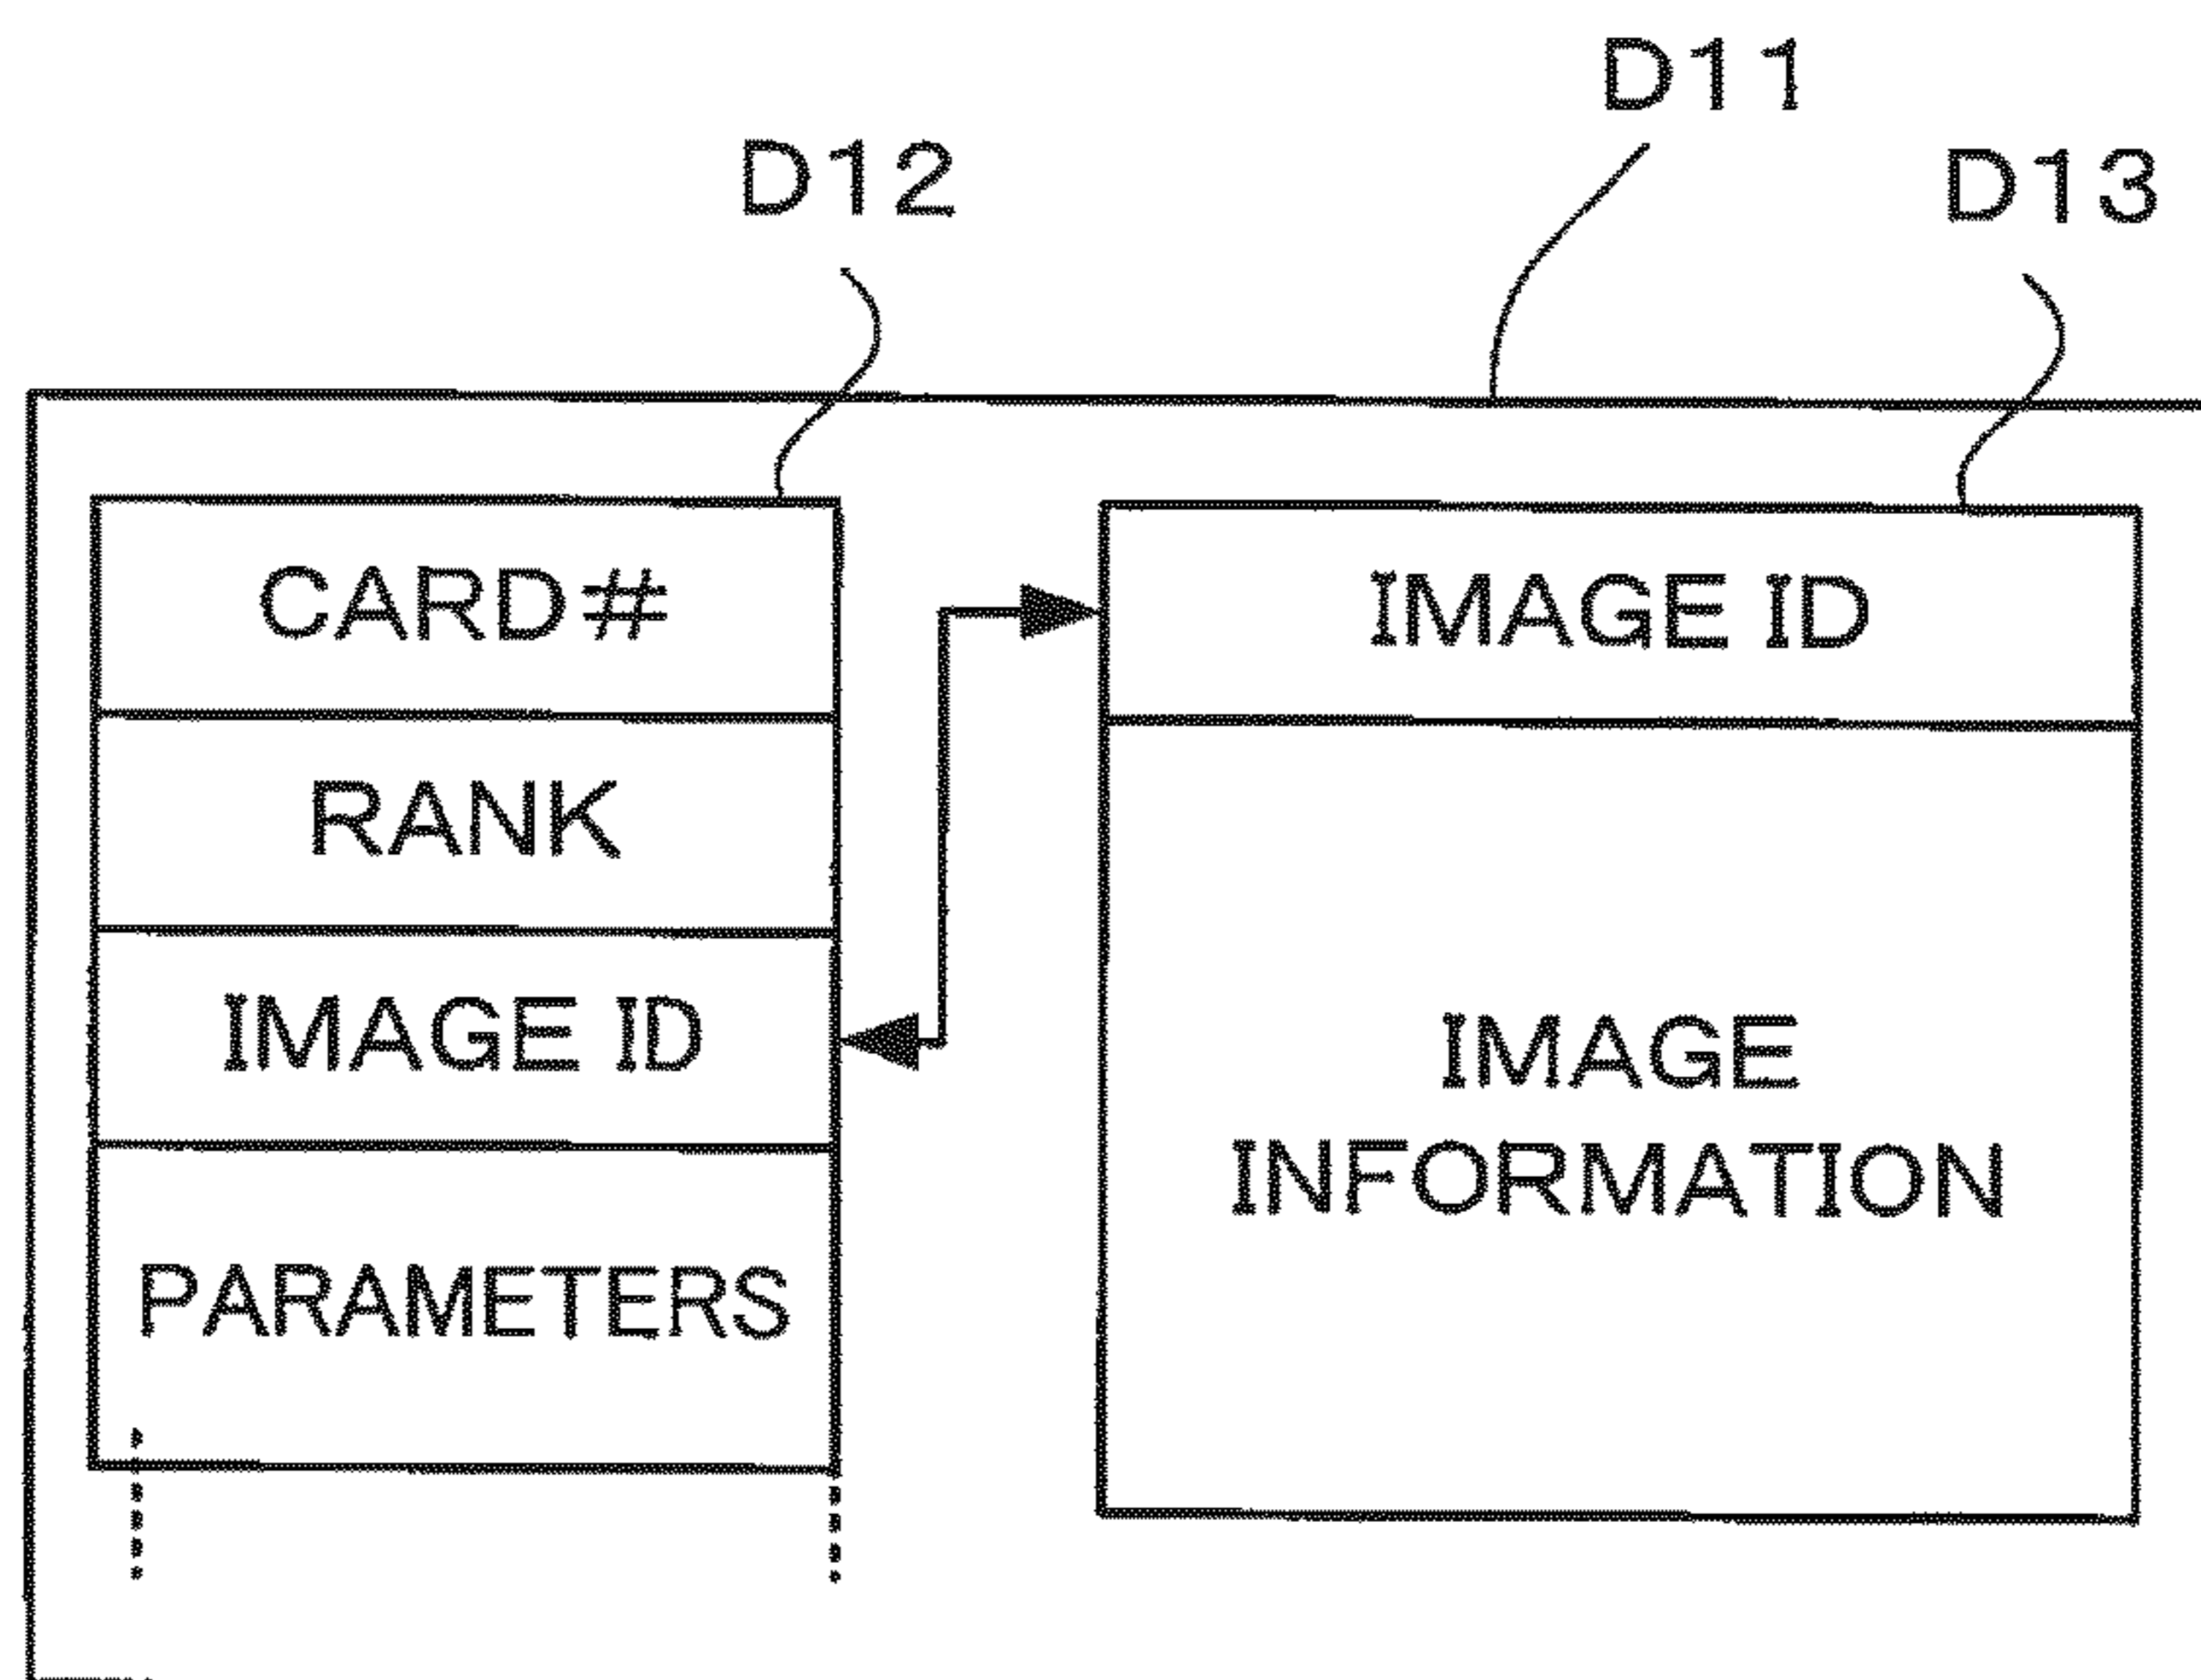 D11
D12
D13
CARD#
RANK
IMAGE ID
PARAMETERS
IMAGE ID
IMAGE
INFORMATION